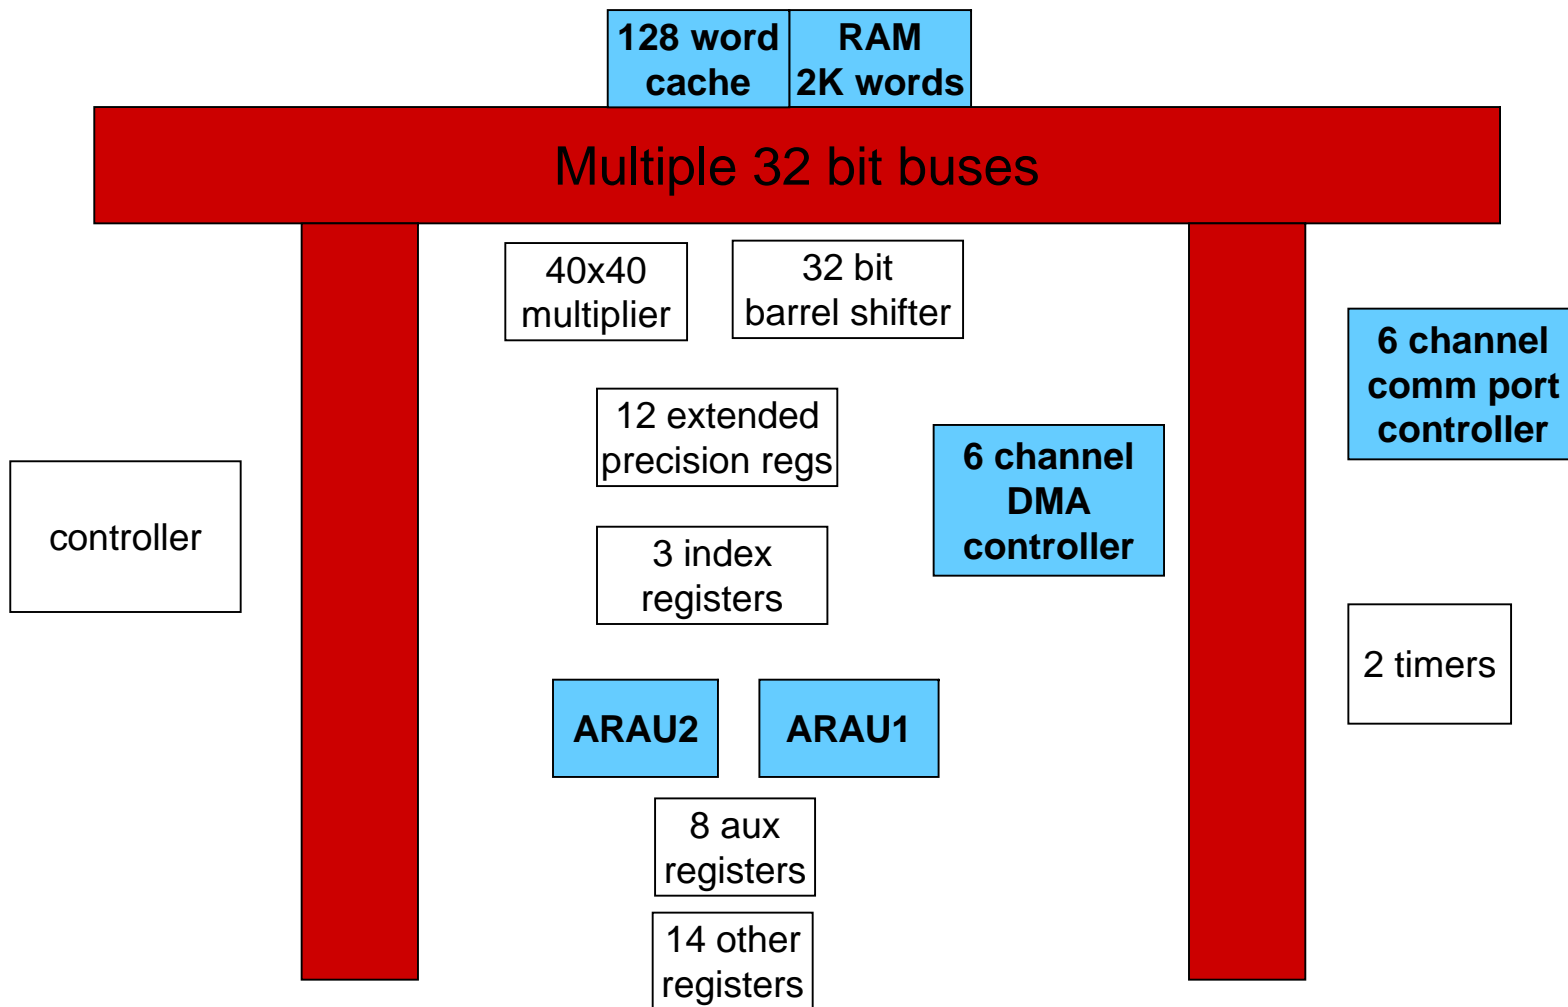 128 word
cache
RAM
2K words
Multiple 32 bit buses
40x40
multiplier
32 bit
barrel shifter
6 channel
comm port
controller
12 extended
precision regs
6 channel
DMA
controller
controller
3 index
registers
2 timers
ARAU2
ARAU1
8 aux
registers
14 other
registers